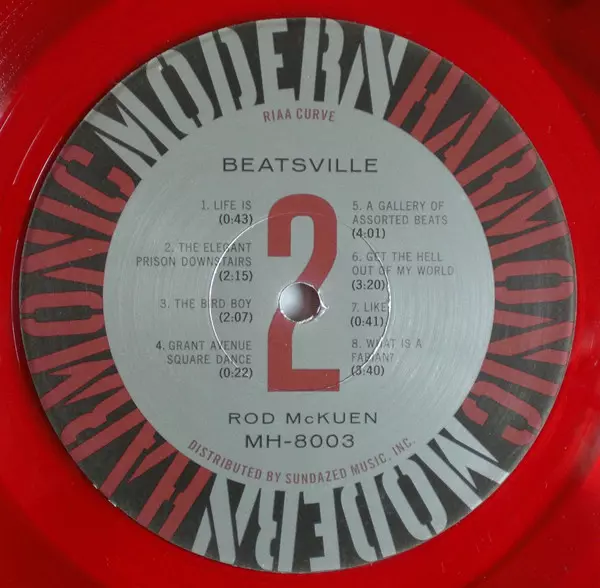 MODERN HARMONIC MODERN HARMONIC
RIAA CURVE
BEATSVILLE
2
1. LIFE IS
(0:43)
2. THE ELEGANT
PRISON DOWNSTAIRS
(2:15)
3. THE BIRD BOY
(2:07)
4. GRANT AVENUE
SQUARE DANCE
(0:22)
5. A GALLERY OF
ASSORTED BEATS
(4:01)
6. GET THE HELL
OUT OF MY WORLD
(3:20)
7. LIKE
(0:41)
8. WHAT IS A
FABIAN?
(3:40)
ROD McKUEN
MH-8003
DISTRIBUTED BY SUNDAZED MUSIC, INC.